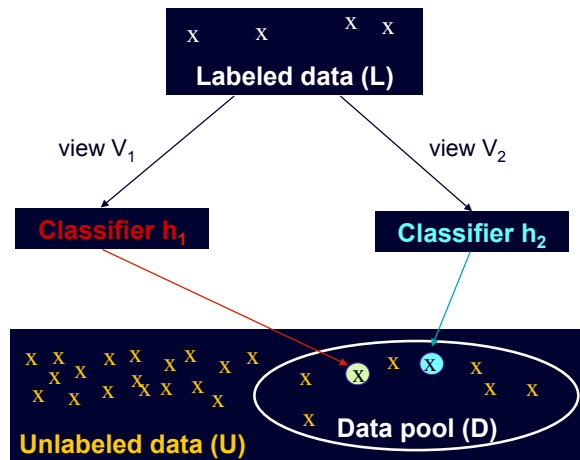 x x x x
Labeled data (L)
view V₁
view V₂
Classifier h₁
Classifier h₂
x x x x x x x x x x x x x x x x x x
x x x x x x x x
Unlabeled data (U)
Data pool (D)